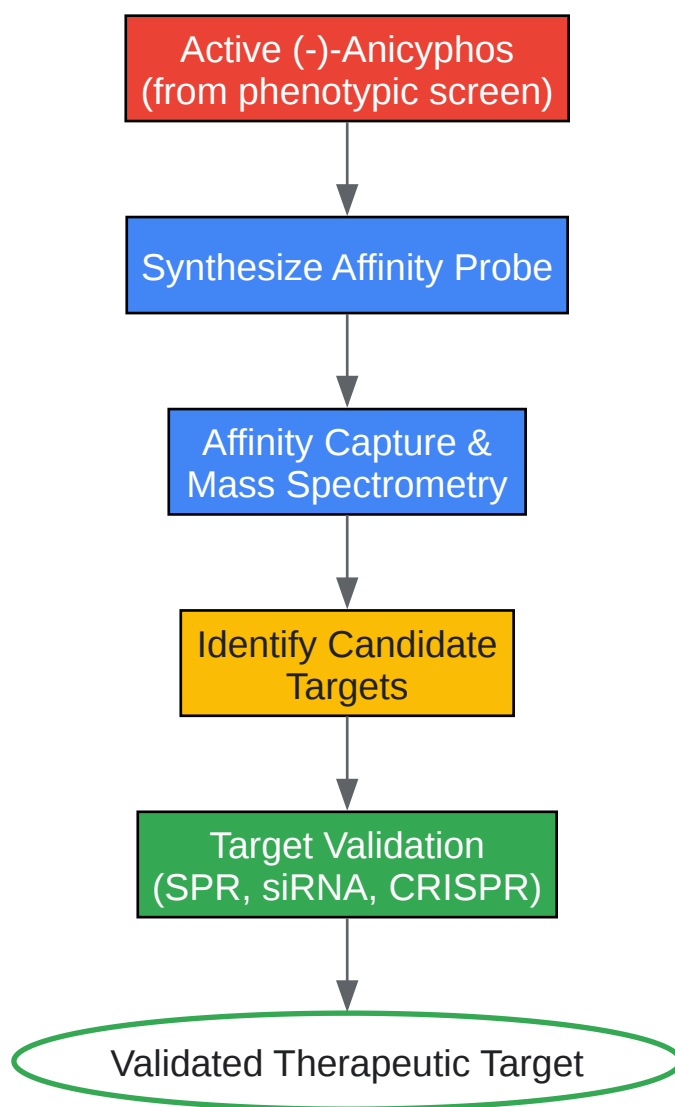 Active (-)-Anicyphos
(from phenotypic screen)
Synthesize Affinity Probe
Affinity Capture &
Mass Spectrometry
Identify Candidate
Targets
Target Validation
(SPR, siRNA, CRISPR)
Validated Therapeutic Target